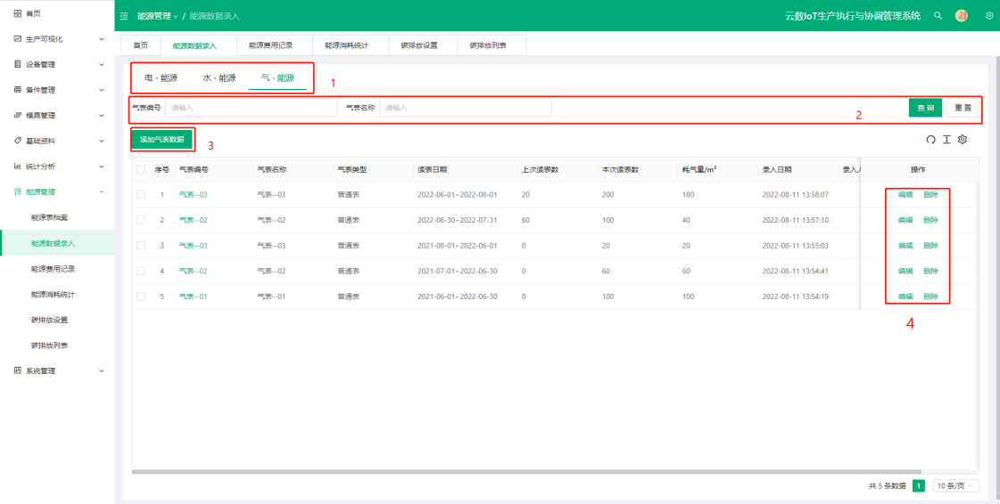 首页
生产可视化
设备管理
备件管理
模具管理
基础资料
统计分析
能源管理
能源表档案
能源数据录入
能源费用记录
能源消耗统计
碳排放设置
碳排放列表
系统管理
能源管理 / 能源数据录入
云数IoT生产执行与协调管理系统
首页 能源数据录入 能源费用记录 能源消耗统计 碳排放设置 碳排放列表
电 - 能源 水 - 能源 气 - 能源 1
气表编号 请输入 气表名称 请输入 2 查 询 重 置
添加气表数据 3
序号 气表编号 气表名称 气表类型 读表日期 上次读表数 本次读表数 耗气量/m³ 录入日期 录入 操作
1 气表--03 气表--03 普通表 2022-06-01~2022-08-01 20 200 180 2022-08-11 13:58:07 编辑 删除
2 气表--02 气表--02 普通表 2022-06-30~2022-07-31 60 100 40 2022-08-11 13:57:10 编辑 删除
3 气表--03 气表--03 普通表 2021-08-01~2022-06-01 0 20 20 2022-08-11 13:55:03 编辑 删除
4 气表--02 气表--02 普通表 2021-07-01~2022-06-30 0 60 60 2022-08-11 13:54:41 编辑 删除
5 气表--01 气表--01 普通表 2021-06-01~2022-06-30 0 100 100 2022-08-11 13:54:19 编辑 删除
4
共 5 条数据 1 10 条/页